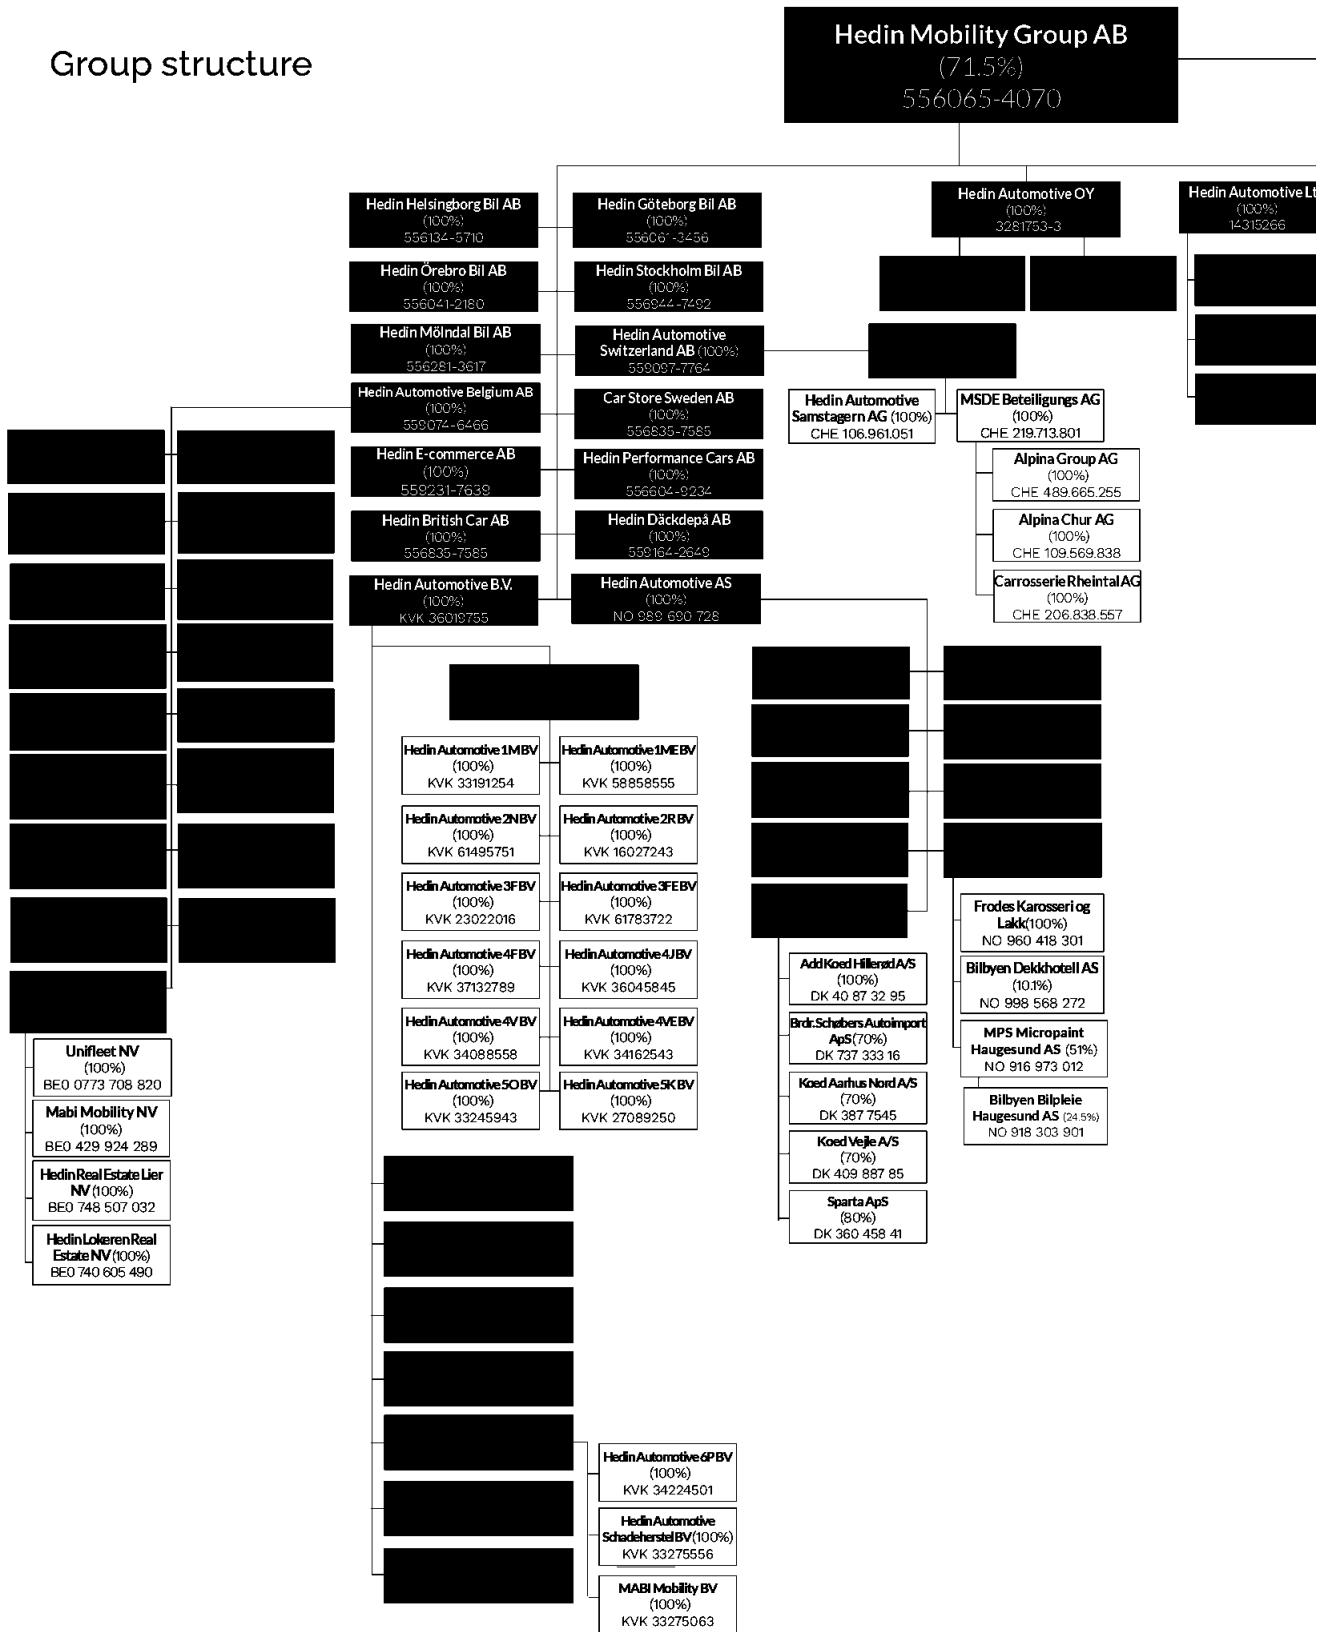 Group structure
Hedin Mobility Group AB
(71.5%)
556065-4070
Hedin Helsingborg Bil AB
(100%)
556134-5710
Hedin Göteborg Bil AB
(100%)
556061-3456
Hedin Automotive OY
(100%)
3281753-3
Hedin Automotive Lt
(100%)
14315266
Hedin Örebro Bil AB
(100%)
556041-2180
Hedin Stockholm Bil AB
(100%)
556944-7492
Hedin Mölndal Bil AB
(100%)
556281-3617
Hedin Automotive
Switzerland AB (100%)
559097-7764
Hedin Automotive Belgium AB
(100%)
559074-6466
Car Store Sweden AB
(100%)
556835-7585
Hedin Automotive
Samstagern AG (100%)
CHE 106.961.051
MSDE Beteiligungs AG
(100%)
CHE 219.713.801
Hedin E-commerce AB
(100%)
559231-7639
Hedin Performance Cars AB
(100%)
556604-9234
Alpina Group AG
(100%)
CHE 489.665.255
Hedin British Car AB
(100%)
556835-7585
Hedin Däckdepå AB
(100%)
559164-2649
Alpina Chur AG
(100%)
CHE 109.569.838
Hedin Automotive B.V.
(100%)
KVK 36019755
Hedin Automotive AS
(100%)
NO 989 690 728
Carrosserie Rheintal AG
(100%)
CHE 206.838.557
Hedin Automotive 1M BV
(100%)
KVK 33191254
Hedin Automotive 1ME BV
(100%)
KVK 58858555
Hedin Automotive 2N BV
(100%)
KVK 61495751
Hedin Automotive 2R BV
(100%)
KVK 16027243
Hedin Automotive 3F BV
(100%)
KVK 23022016
Hedin Automotive 3FE BV
(100%)
KVK 61783722
Hedin Automotive 4F BV
(100%)
KVK 37132789
Hedin Automotive 4J BV
(100%)
KVK 36045845
Hedin Automotive 4V BV
(100%)
KVK 34088558
Hedin Automotive 4VE BV
(100%)
KVK 34162543
Hedin Automotive 5O BV
(100%)
KVK 33245943
Hedin Automotive 5K BV
(100%)
KVK 27089250
Frodes Karosseri og
Lakk (100%)
NO 960 418 301
Bilbyen Dekkhotell AS
(10.1%)
NO 998 568 272
MPS Micropaint
Haugesund AS (51%)
NO 916 973 012
Bilbyen Bilpleie
Haugesund AS (24.5%)
NO 918 303 901
Add Koed Hillerød A/S
(100%)
DK 40 87 32 95
Brdr. Schøbers Autoimport
ApS (70%)
DK 737 333 16
Koed Aarhus Nord A/S
(70%)
DK 387 7545
Koed Vejle A/S
(70%)
DK 409 887 85
Sparta ApS
(80%)
DK 360 458 41
Unifleet NV
(100%)
BE0 0773 708 820
Mabi Mobility NV
(100%)
BE0 429 924 289
Hedin Real Estate Lier
NV (100%)
BE0 748 507 032
Hedin Lokeren Real
Estate NV (100%)
BE0 740 605 490
Hedin Automotive 6P BV
(100%)
KVK 34224501
Hedin Automotive
Schadeherstel BV (100%)
KVK 33275556
MABI Mobility BV
(100%)
KVK 33275063